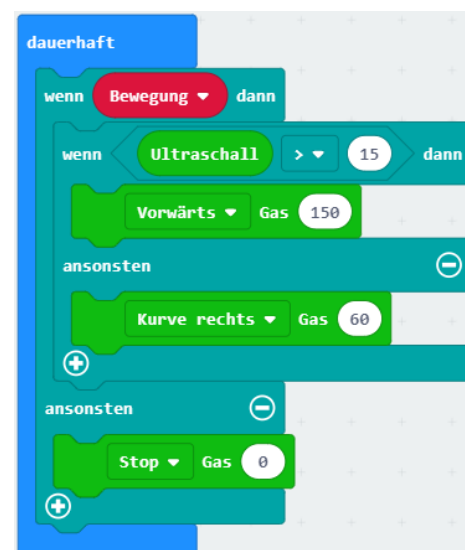 dauerhaft
wenn Bewegung dann
wenn Ultraschall > 15 dann
Vorwärts Gas 150
ansonsten
Kurve rechts Gas 60
ansonsten
Stop Gas 0